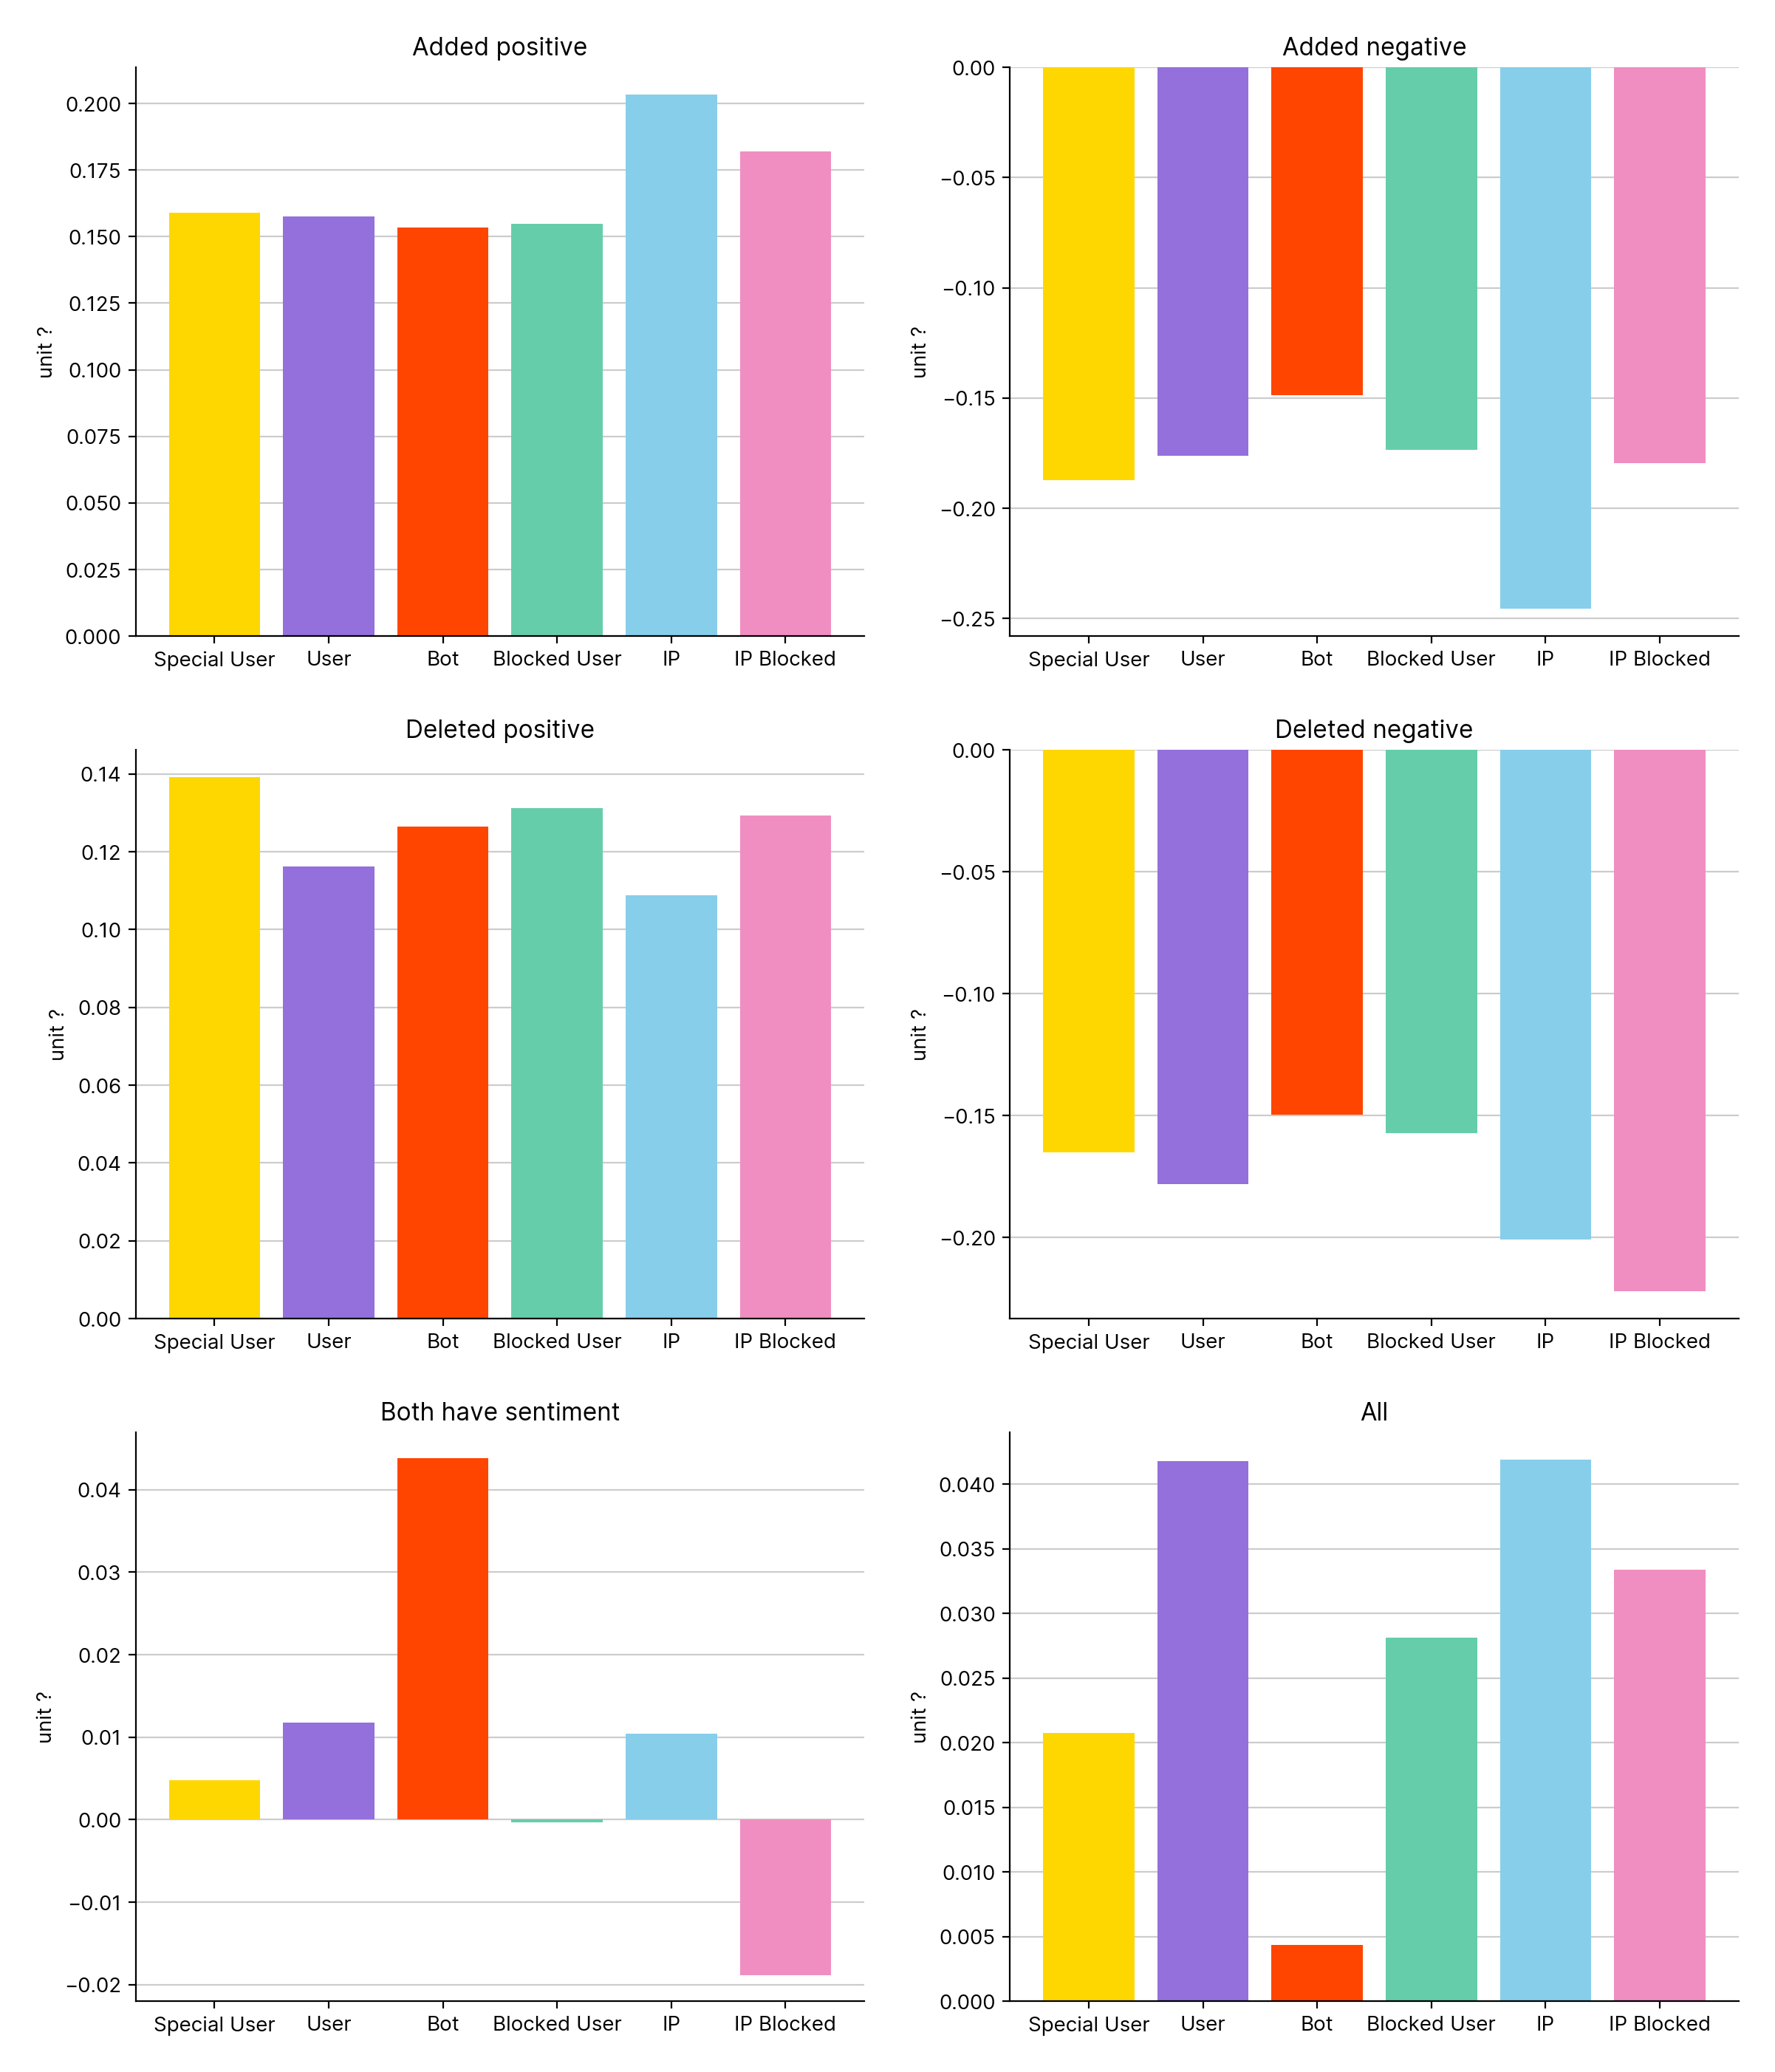 Added positive
0.200
0.175
0.150
0.125
0.100
0.075
0.050
0.025
0.000
unit ?
Special User User Bot Blocked User IP IP Blocked
Added negative
0.00
−0.05
−0.10
−0.15
−0.20
−0.25
unit ?
Special User User Bot Blocked User IP IP Blocked
Deleted positive
0.14
0.12
0.10
0.08
0.06
0.04
0.02
0.00
unit ?
Special User User Bot Blocked User IP IP Blocked
Deleted negative
0.00
−0.05
−0.10
−0.15
−0.20
unit ?
Special User User Bot Blocked User IP IP Blocked
Both have sentiment
0.04
0.03
0.02
0.01
0.00
−0.01
−0.02
unit ?
Special User User Bot Blocked User IP IP Blocked
All
0.040
0.035
0.030
0.025
0.020
0.015
0.010
0.005
0.000
unit ?
Special User User Bot Blocked User IP IP Blocked